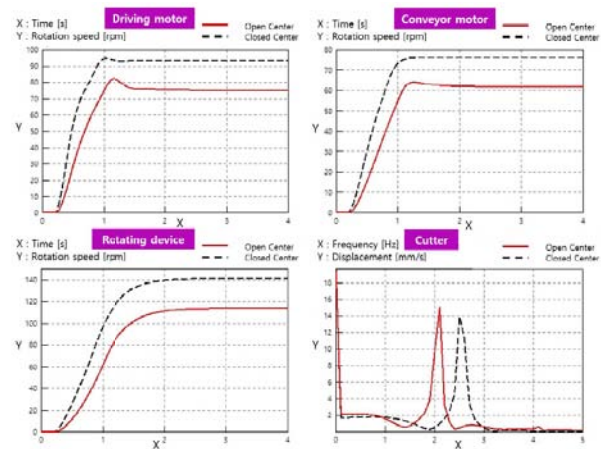 Driving motor
X : Time [s]
Y : Rotation speed [rpm]
Open Center
Closed Center
100
90
80
70
60
50
40
30
20
10
0
Y
0 1 2 3 4
X
Conveyor motor
X : Time [s]
Y : Rotation speed [rpm]
Open Center
Closed Center
80
70
60
50
40
30
20
10
0
Y
0 1 2 3 4
X
Rotating device
X : Time [s]
Y : Rotation speed [rpm]
Open Center
Closed Center
140
120
100
80
60
40
20
0
Y
0 1 2 3 4
X
Cutter
X : Frequency [Hz]
Y : Displacement [mm/s]
Open Center
Closed Center
18
16
14
12
10
8
6
4
2
0
Y
0 1 2 3 4 5
X